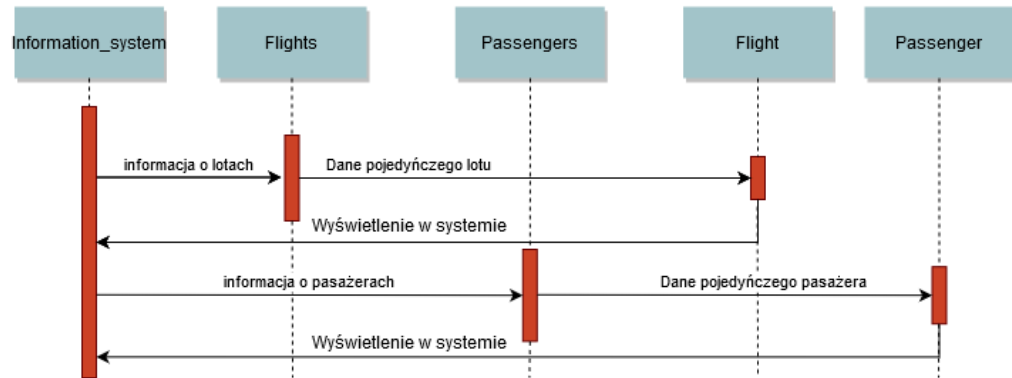 Information_system
Flights
Passengers
Flight
Passenger
informacja o lotach
Dane pojedyńczego lotu
Wyświetlenie w systemie
informacja o pasażerach
Dane pojedyńczego pasażera
Wyświetlenie w systemie